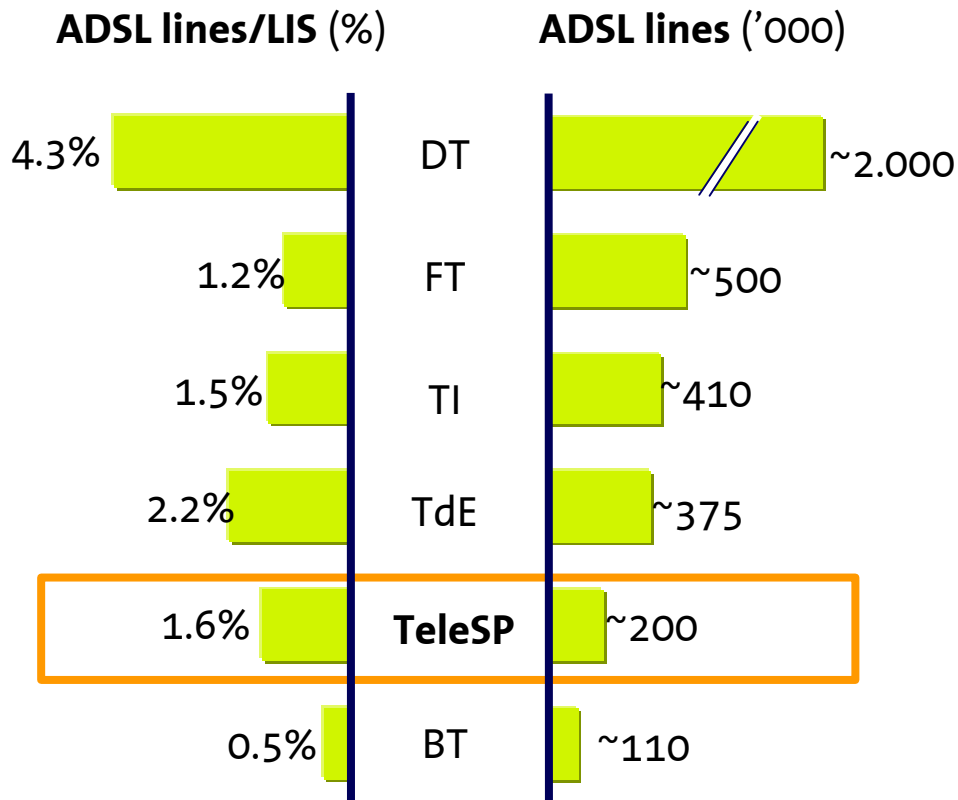 ADSL lines/LIS (%) ADSL lines ('000)
4.3% DT ~2.000
1.2% FT ~500
1.5% TI ~410
2.2% TdE ~375
1.6% TeleSP ~200
0.5% BT ~110